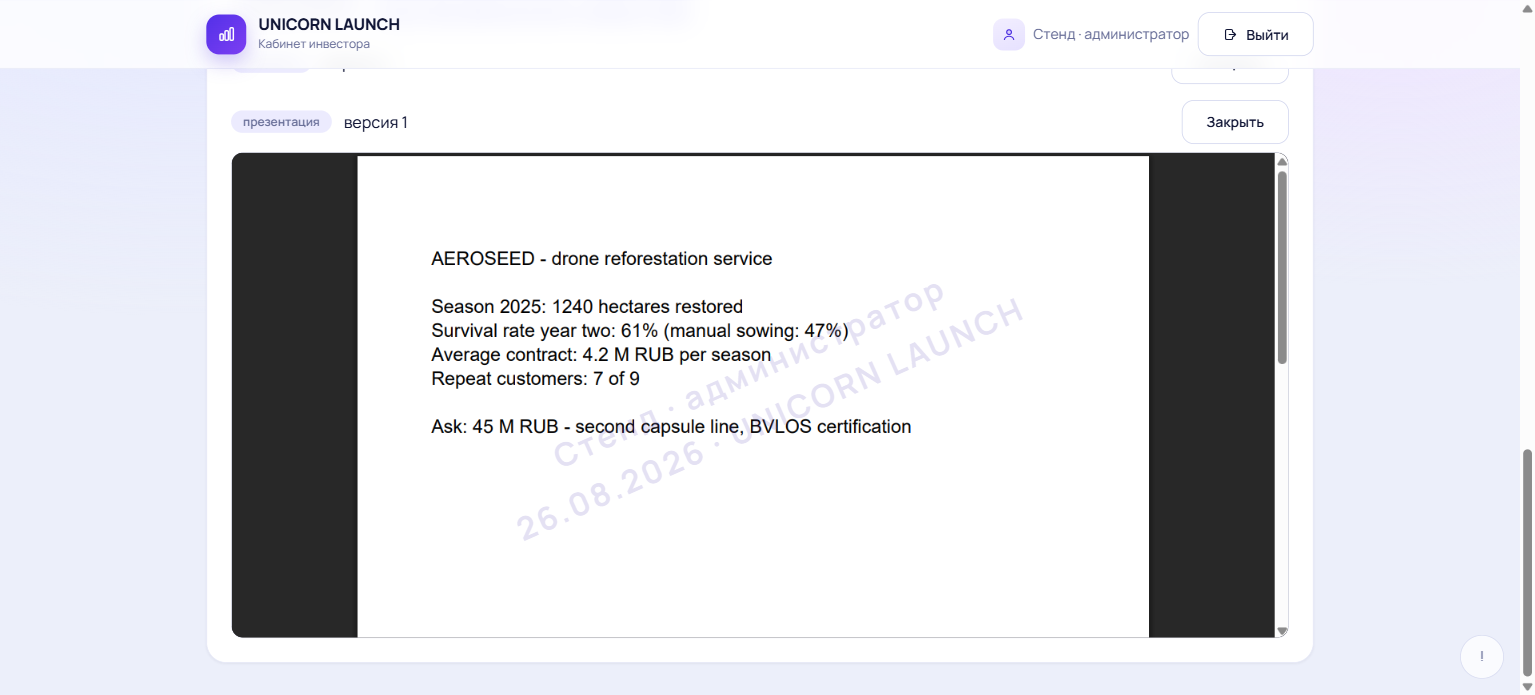 UNICORN LAUNCH
Кабинет инвестора
Стенд · администратор
Выйти
презентация
версия 1
Закрыть
AEROSEED - drone reforestation service
Season 2025: 1240 hectares restored
Survival rate year two: 61% (manual sowing: 47%)
Average contract: 4.2 M RUB per season
Repeat customers: 7 of 9
Ask: 45 M RUB - second capsule line, BVLOS certification
Стенд · администратор
26.08.2026 · UNICORN LAUNCH
!